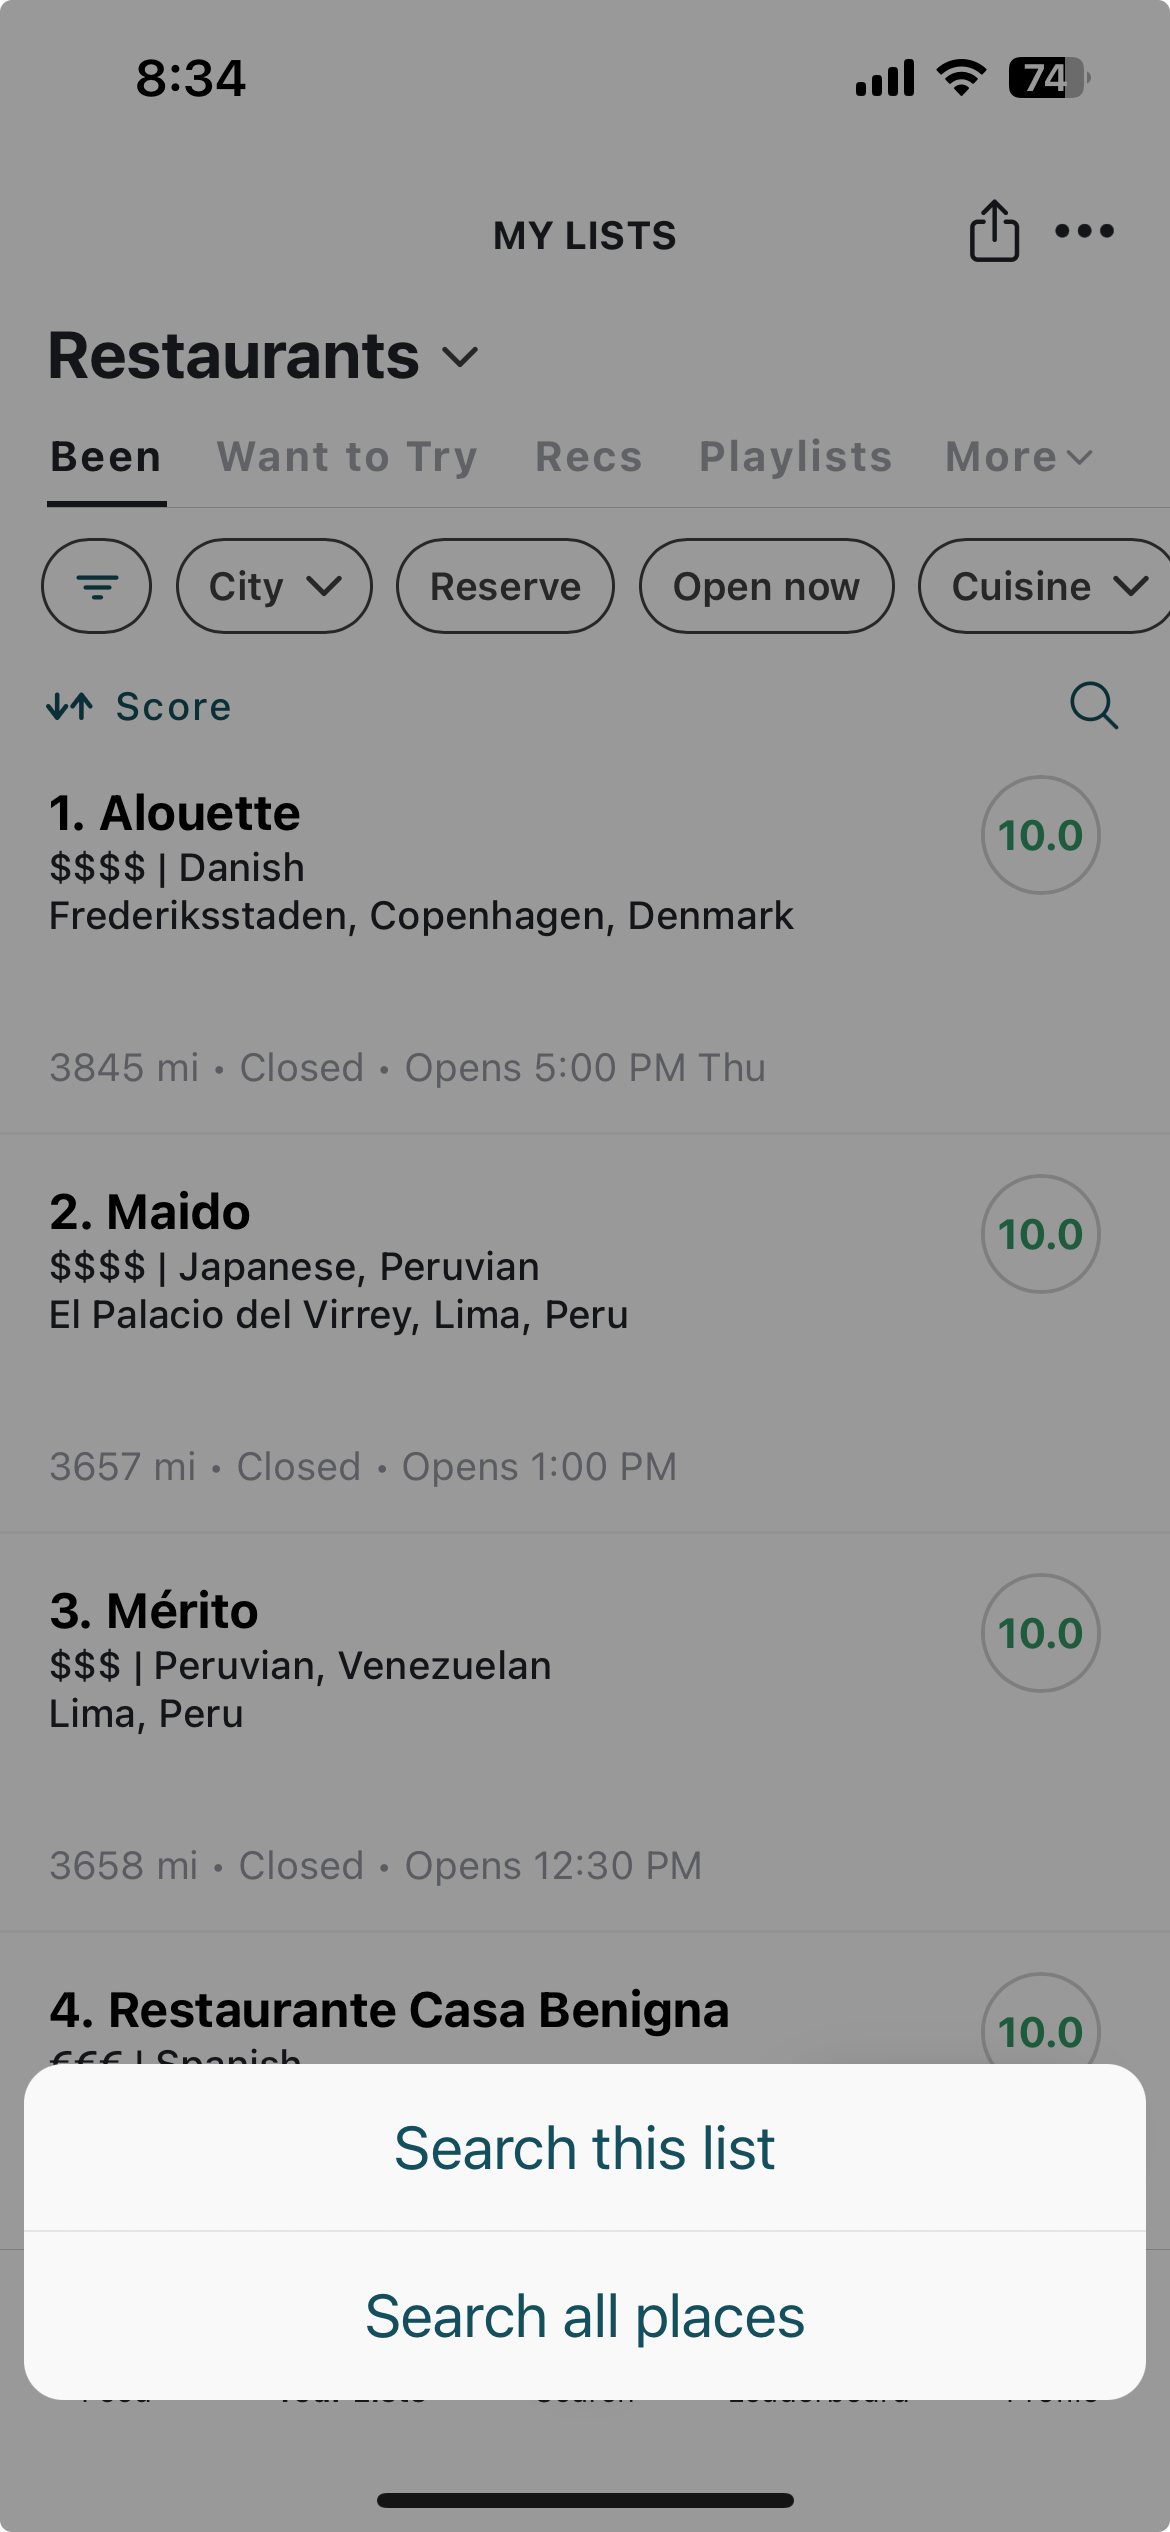 8:34
74
MY LISTS
Restaurants
Been Want to Try Recs Playlists More
City Reserve Open now Cuisine
Score
1. Alouette
10.0
$$$$ | Danish
Frederiksstaden, Copenhagen, Denmark
3845 mi • Closed • Opens 5:00 PM Thu
2. Maido
10.0
$$$$ | Japanese, Peruvian
El Palacio del Virrey, Lima, Peru
3657 mi • Closed • Opens 1:00 PM
3. Mérito
10.0
$$$ | Peruvian, Venezuelan
Lima, Peru
3658 mi • Closed • Opens 12:30 PM
4. Restaurante Casa Benigna
10.0
€€€ | Spanish
Search this list
Search all places